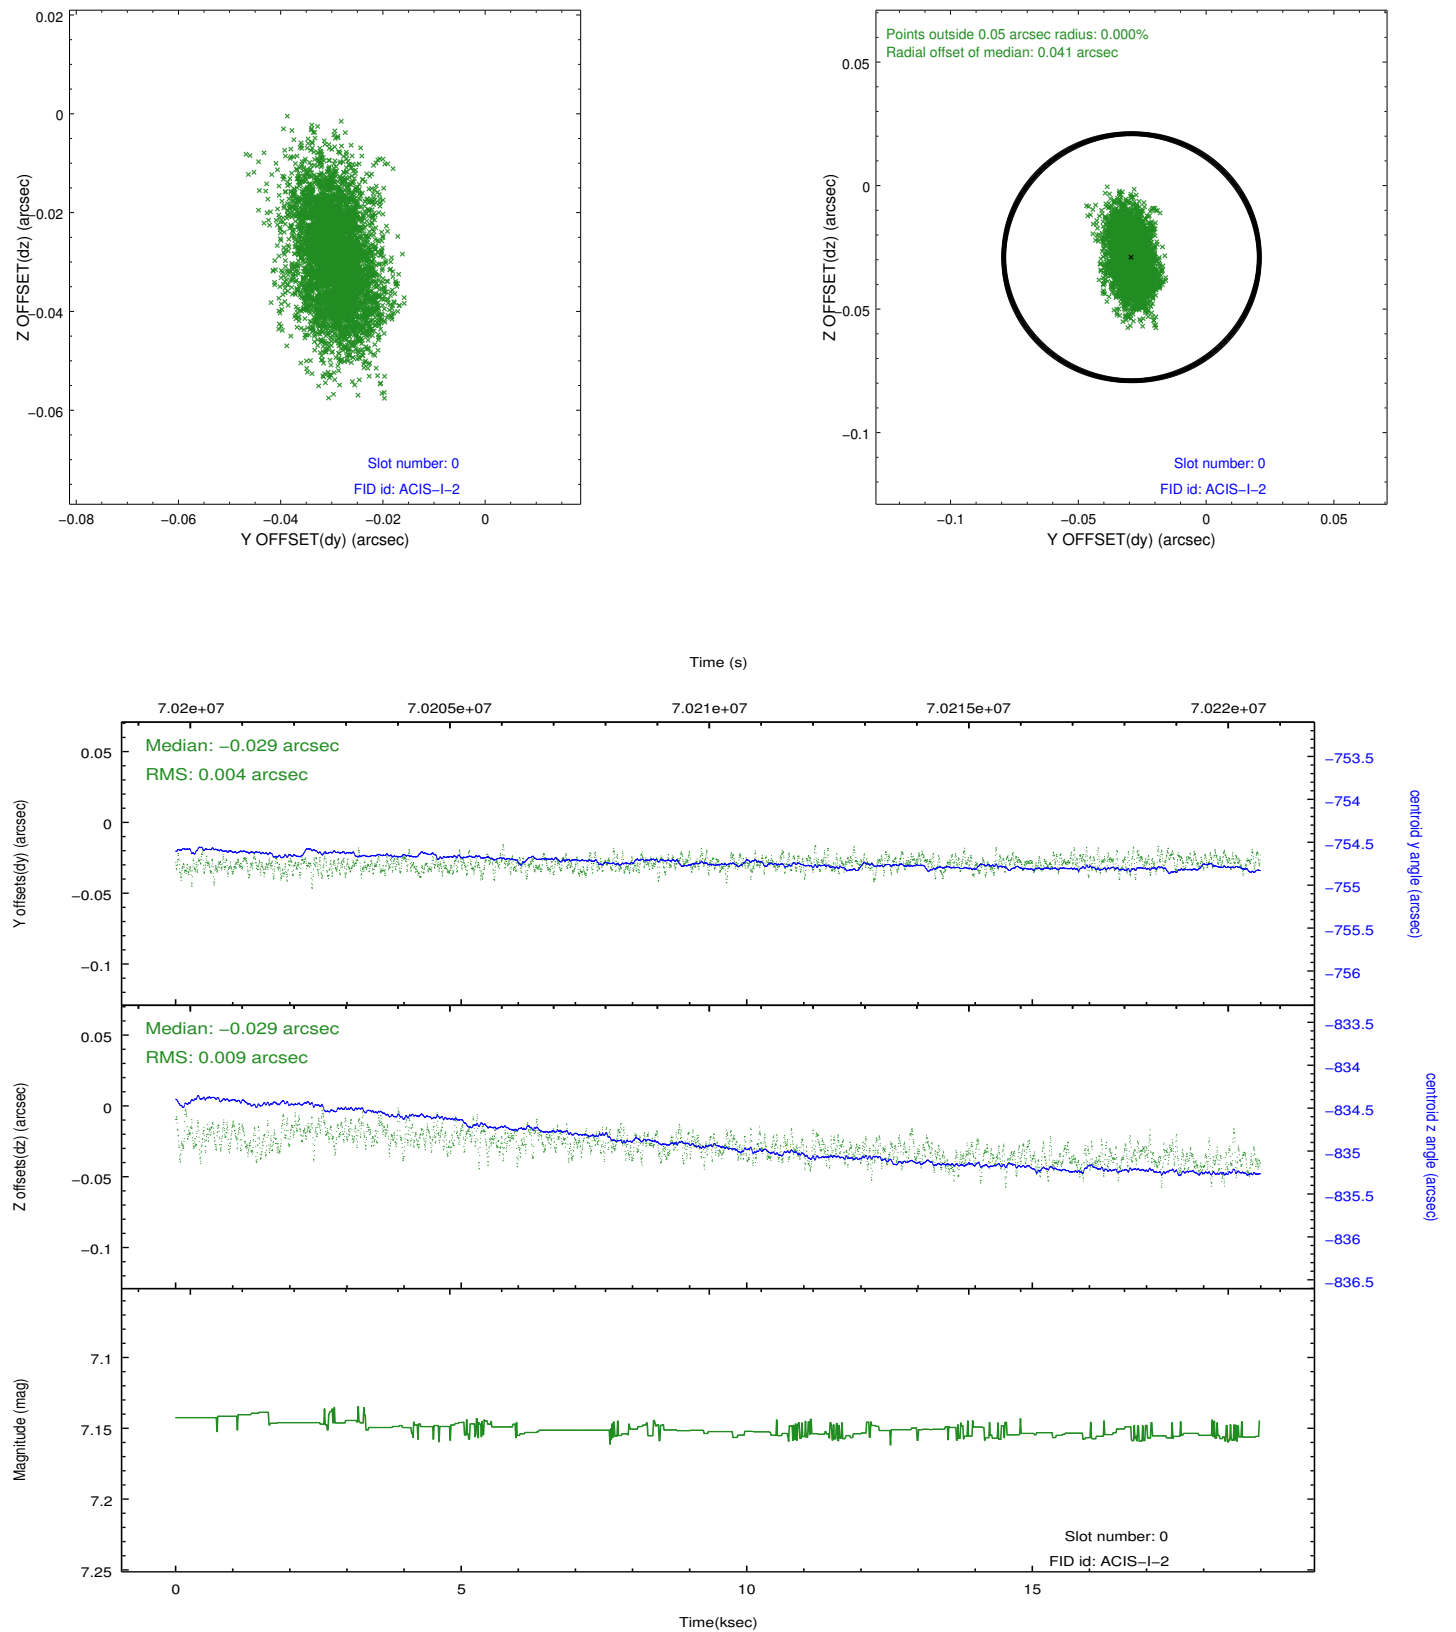 0.02
0
−0.02
−0.04
−0.06
Z OFFSET(dz) (arcsec)
Slot number: 0
FID id: ACIS−I−2
−0.08
−0.06
−0.04
−0.02
0
Y OFFSET(dy) (arcsec)
Points outside 0.05 arcsec radius: 0.000%
Radial offset of median: 0.041 arcsec
0.05
0
−0.05
−0.1
Z OFFSET(dz) (arcsec)
Slot number: 0
FID id: ACIS−I−2
−0.1
−0.05
0
0.05
Y OFFSET(dy) (arcsec)
Time (s)
7.02e+07
7.0205e+07
7.021e+07
7.0215e+07
7.022e+07
Median: −0.029 arcsec
RMS: 0.004 arcsec
0.05
0
−0.05
−0.1
Y offsets(dy) (arcsec)
−753.5
−754
−754.5
−755
−755.5
−756
centroid y angle (arcsec)
Median: −0.029 arcsec
RMS: 0.009 arcsec
0.05
0
−0.05
−0.1
Z offsets(dz) (arcsec)
−833.5
−834
−834.5
−835
−835.5
−836
−836.5
centroid z angle (arcsec)
7.1
7.15
7.2
7.25
Magnitude (mag)
Slot number: 0
FID id: ACIS−I−2
0
5
10
15
Time(ksec)